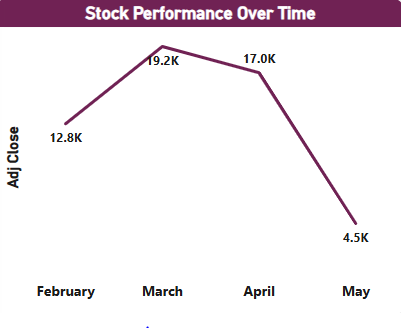 Stock Performance Over Time
19.2K
17.0K
12.8K
Adj Close
4.5K
February March April May